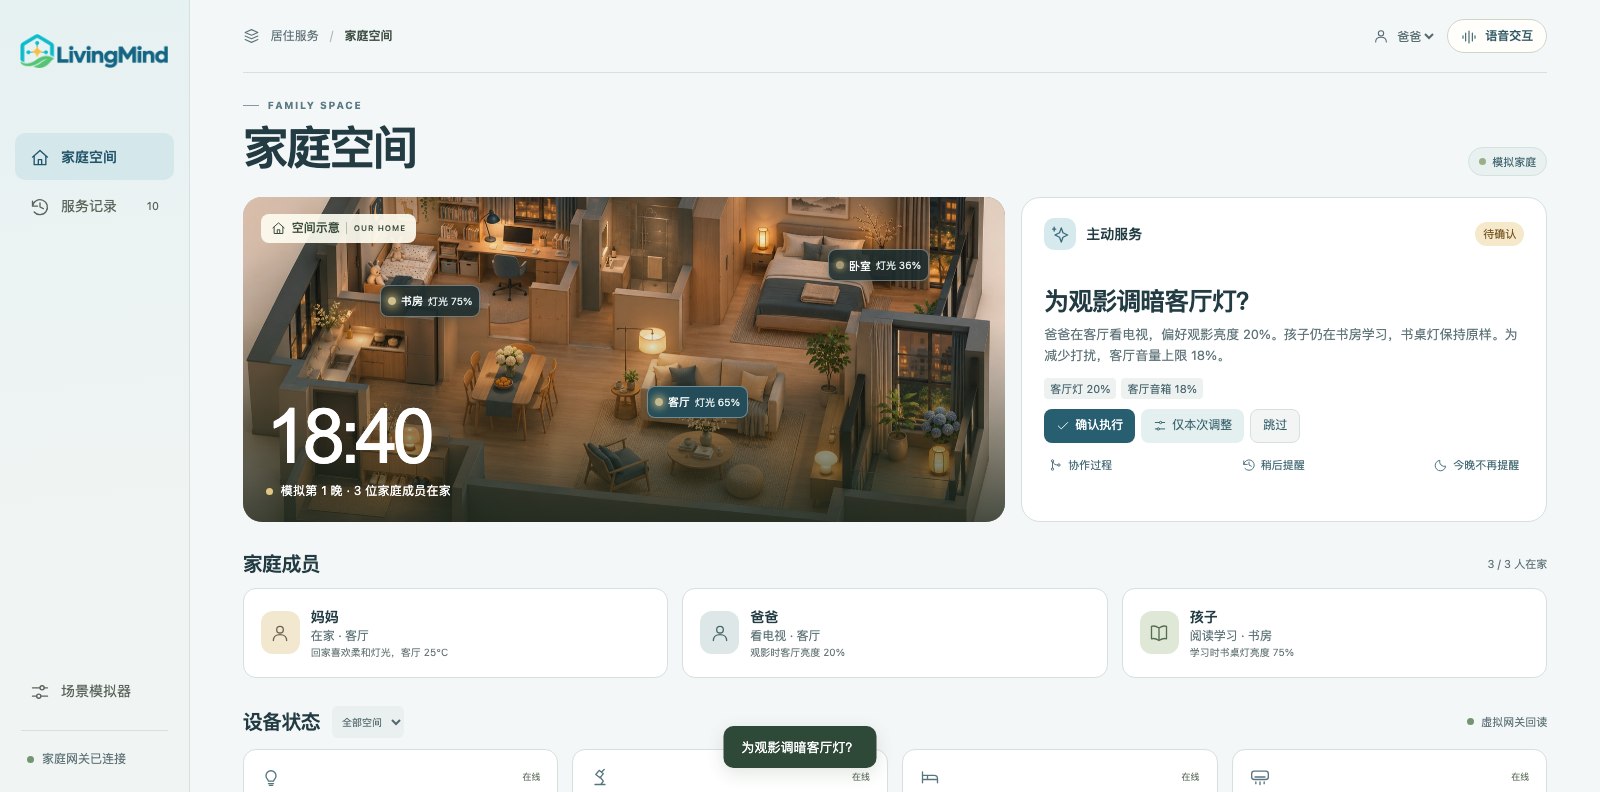 LivingMind
家庭空间
服务记录 10
场景模拟器
家庭网关已连接
居住服务 / 家庭空间
爸爸
语音交互
FAMILY SPACE
家庭空间
模拟家庭
空间示意 | OUR HOME
书房 灯光 75%
卧室 灯光 36%
客厅 灯光 65%
18:40
模拟第 1 晚 · 3 位家庭成员在家
主动服务
待确认
为观影调暗客厅灯?
爸爸在客厅看电视，偏好观影亮度 20%。孩子仍在书房学习，书桌灯保持原样。为
减少打扰，客厅音量上限 18%。
客厅灯 20% 客厅音箱 18%
确认执行 仅本次调整 跳过
协作过程 稍后提醒 今晚不再提醒
家庭成员
3 / 3 人在家
妈妈
在家 · 客厅
回家喜欢柔和灯光，客厅 25°C
爸爸
看电视 · 客厅
观影时客厅亮度 20%
孩子
阅读学习 · 书房
学习时书桌灯亮度 75%
设备状态 全部空间
虚拟网关回读
为观影调暗客厅灯?
在线
在线
在线
在线